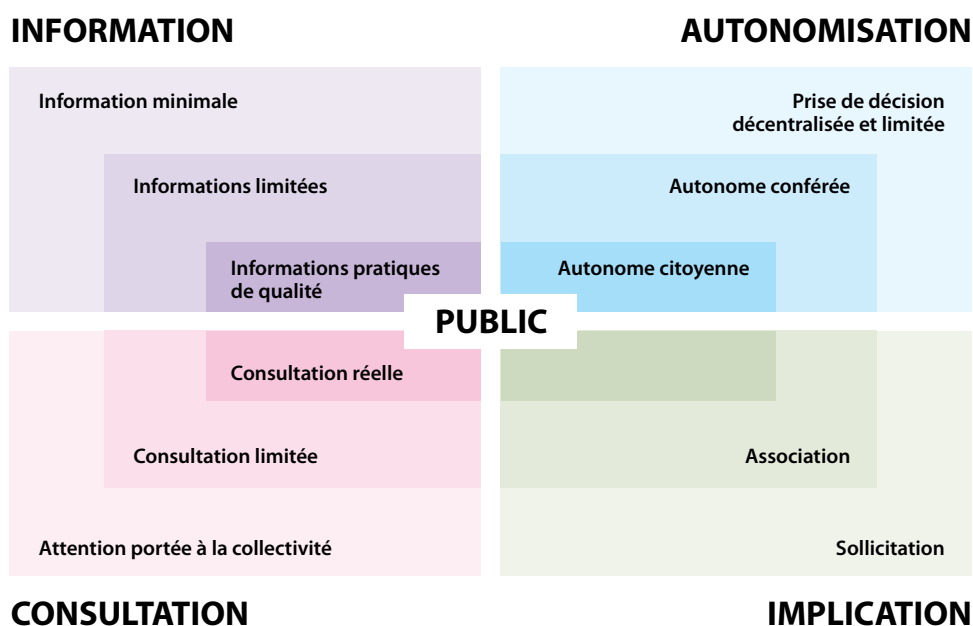 INFORMATION
AUTONOMISATION
Information minimale
Prise de décision
décentralisée et limitée
Informations limitées
Autonome conférée
Informations pratiques
de qualité
Autonome citoyenne
PUBLIC
Consultation réelle
Consultation limitée
Association
Attention portée à la collectivité
Sollicitation
CONSULTATION
IMPLICATION